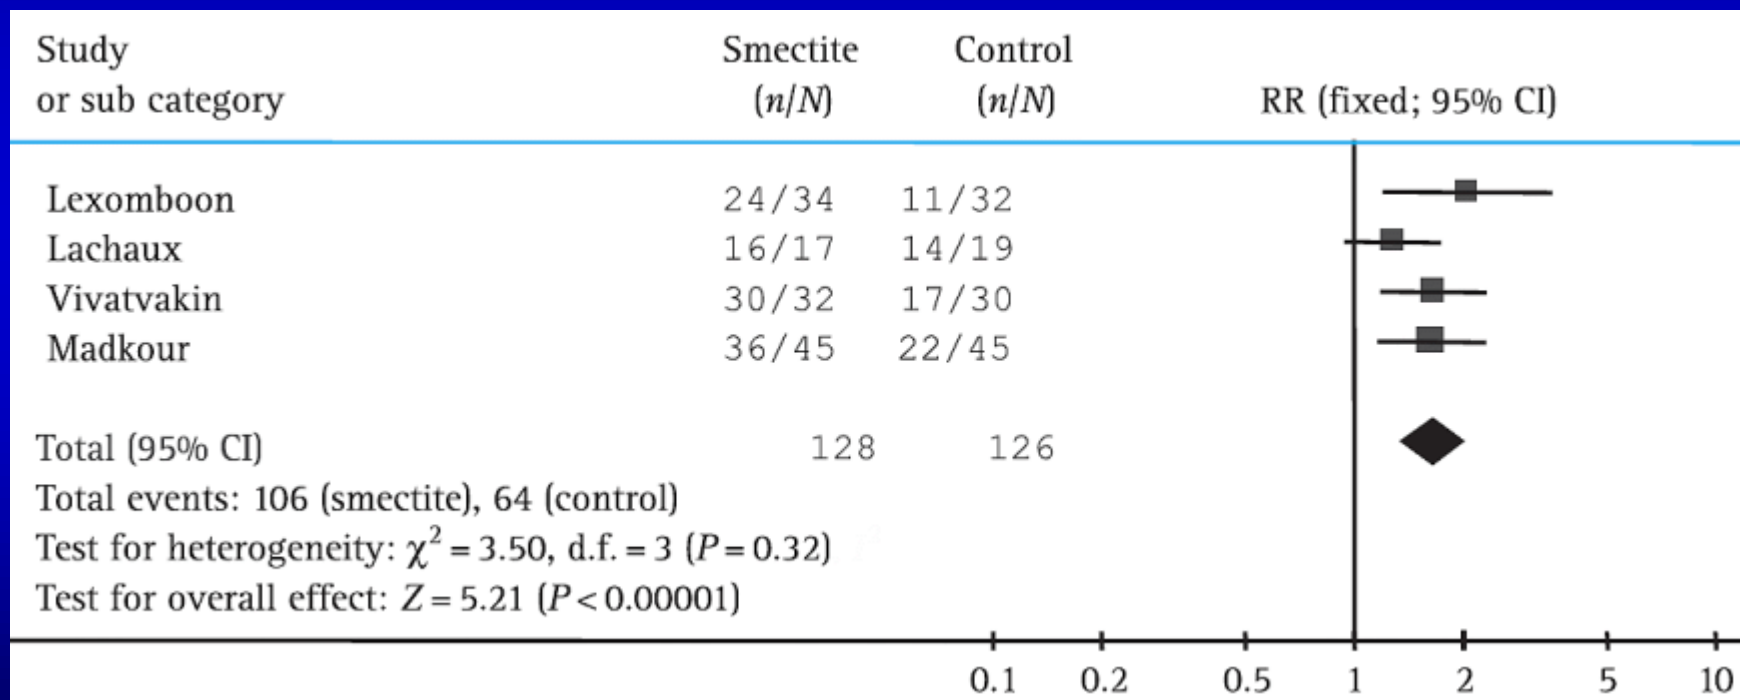 Study Smectite Control
or sub category (n/N) (n/N) RR (fixed; 95% CI)
Lexomboon 24/34 11/32
Lachaux 16/17 14/19
Vivatvakin 30/32 17/30
Madkour 36/45 22/45
Total (95% CI) 128 126
Total events: 106 (smectite), 64 (control)
Test for heterogeneity: χ² = 3.50, d.f. = 3 (P = 0.32)
Test for overall effect: Z = 5.21 (P < 0.00001)
0.1 0.2 0.5 1 2 5 10